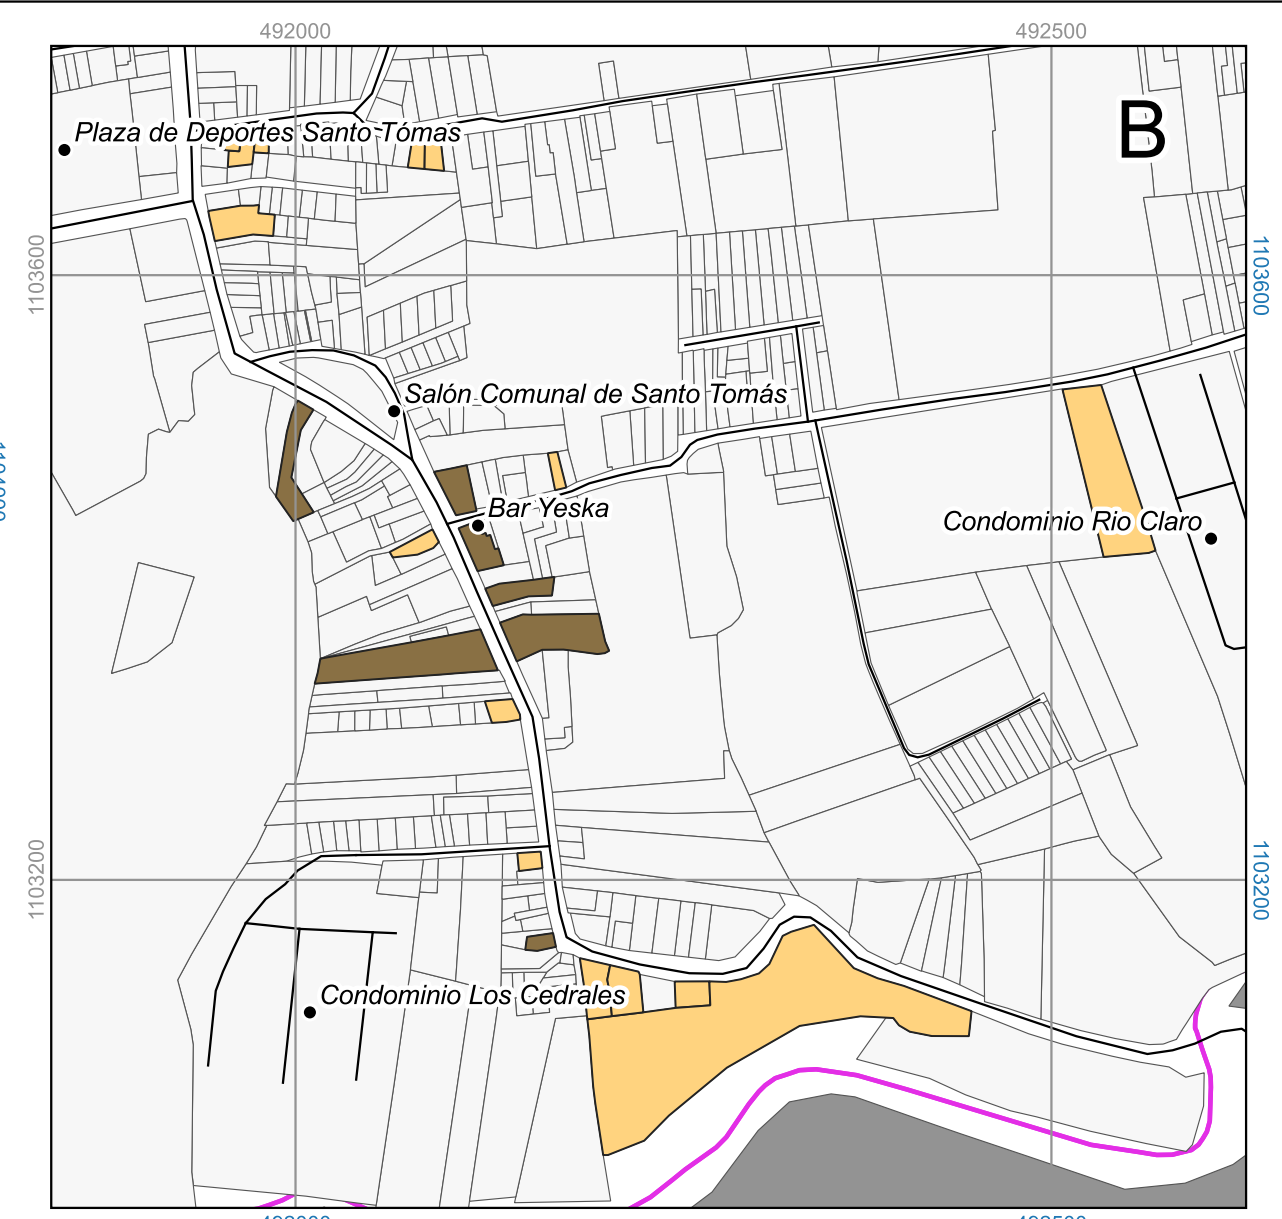 492000
492500
B
Plaza de Deportes Santo Tómas
1103600
1103600
Salón Comunal de Santo Tomás
Bar Yeska
Condominio Rio Claro
1103200
1103200
Condominio Los Cedrales